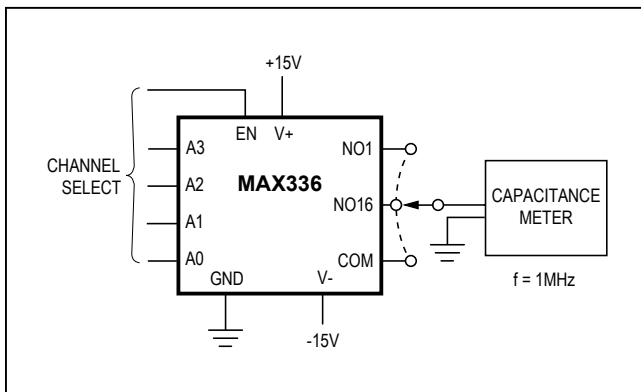 +15V
EN V+
A3
NO1
CHANNEL
SELECT
A2
MAX336
NO16
CAPACITANCE
METER
A1
A0
COM
GND
V-
f = 1MHz
-15V